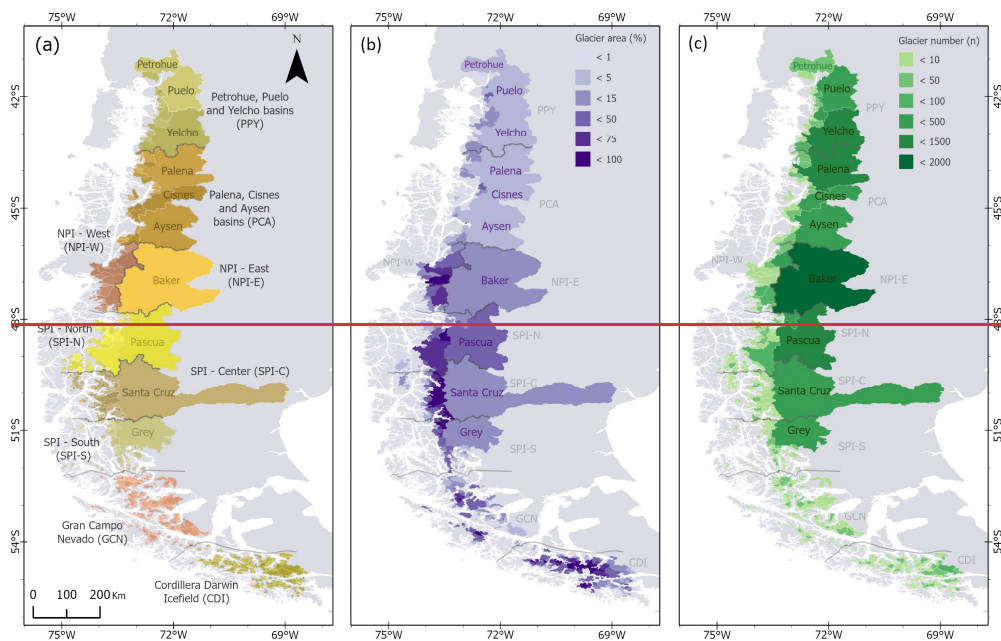 75°W
72°W
69°W
75°W
72°W
69°W
75°W
72°W
69°W
(a)
N
Petrohue
Puelo
42°S
Petrohue, Puelo
and Yelcho basins
(PPY)
Yelcho
Palena
Cisnes
45°S
Palena, Cisnes
and Aysen
basins (PCA)
Aysen
NPI - West
(NPI-W)
NPI - East
(NPI-E)
Baker
48°S
SPI - North
(SPI-N)
Pascua
SPI - Center (SPI-C)
Santa Cruz
51°S
Grey
SPI - South
(SPI-S)
Gran Campo
Nevado (GCN)
54°S
Cordillera Darwin
Icefield (CDI)
0
100
200 Km
(b)
Glacier area (%)
< 1
< 5
< 15
< 50
< 75
< 100
Petrohue
Puelo
PPY
Yelcho
Palena
Cisnes
PCA
Aysen
NPI-W
Baker
NPI-E
SPI-N
Pascua
SPI-C
Santa Cruz
Grey
SPI-S
GCN
CDI
(c)
Glacier number (n)
< 10
< 50
< 100
< 500
< 1500
< 2000
Petrohue
Puelo
42°S
PPY
Yelcho
Palena
Cisnes
PCA
45°S
Aysen
NPI-W
Baker
NPI-E
48°S
SPI-N
Pascua
SPI-C
Santa Cruz
51°S
Grey
SPI-S
GCN
54°S
CDI
75°W
72°W
69°W
75°W
72°W
69°W
75°W
72°W
69°W